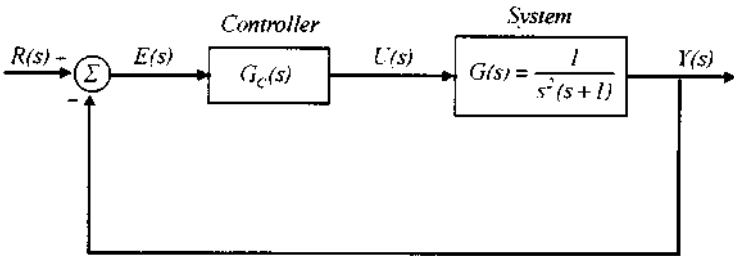 Controller
System
R(s) +
Σ
−
E(s)
G_c(s)
U(s)
G(s) = 1 / s²(s + 1)
Y(s)